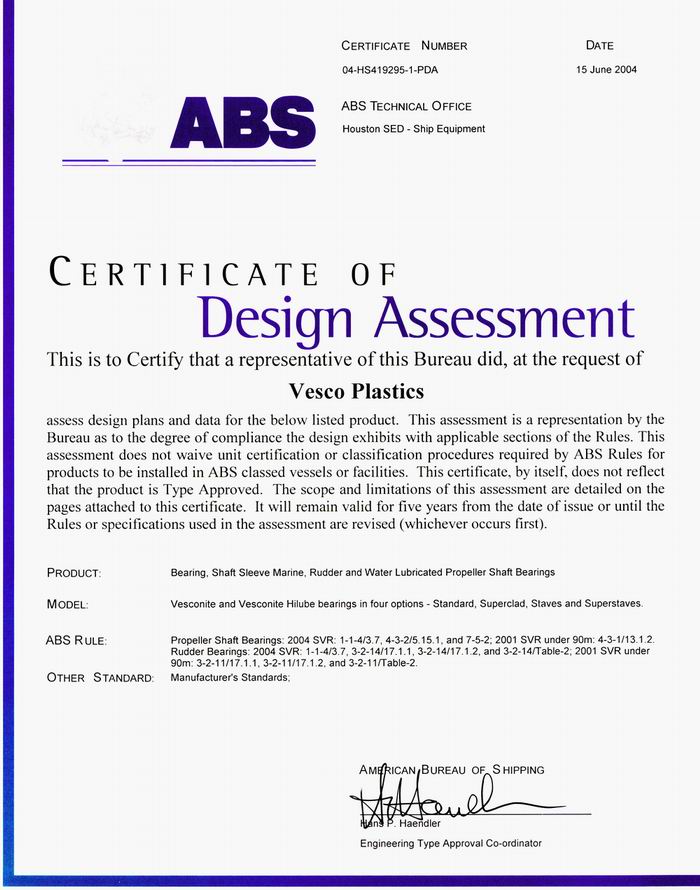 CERTIFICATE NUMBER
DATE
04-HS419295-1-PDA
15 June 2004
ABS TECHNICAL OFFICE
Houston SED - Ship Equipment
ABS
CERTIFICATE OF
Design Assessment
This is to Certify that a representative of this Bureau did, at the request of
Vesco Plastics
assess design plans and data for the below listed product. This assessment is a representation by the
Bureau as to the degree of compliance the design exhibits with applicable sections of the Rules. This
assessment does not waive unit certification or classification procedures required by ABS Rules for
products to be installed in ABS classed vessels or facilities. This certificate, by itself, does not reflect
that the product is Type Approved. The scope and limitations of this assessment are detailed on the
pages attached to this certificate. It will remain valid for five years from the date of issue or until the
Rules or specifications used in the assessment are revised (whichever occurs first).
PRODUCT: Bearing, Shaft Sleeve Marine, Rudder and Water Lubricated Propeller Shaft Bearings
MODEL: Vesconite and Vesconite Hilube bearings in four options - Standard, Superclad, Staves and Superstaves.
ABS RULE: Propeller Shaft Bearings: 2004 SVR: 1-1-4/3.7, 4-3-2/5.15.1, and 7-5-2; 2001 SVR under 90m: 4-3-1/13.1.2.
Rudder Bearings: 2004 SVR: 1-1-4/3.7, 3-2-14/17.1.1, 3-2-14/17.1.2, and 3-2-14/Table-2; 2001 SVR under
90m: 3-2-11/17.1.1, 3-2-11/17.1.2, and 3-2-11/Table-2.
OTHER STANDARD: Manufacturer's Standards;
AMERICAN BUREAU OF SHIPPING
Hans P. Haendler
Engineering Type Approval Co-ordinator